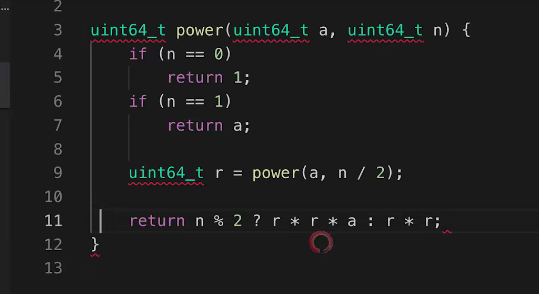 2
3 uint64_t power(uint64_t a, uint64_t n) {
4 if (n == 0)
5 return 1;
6 if (n == 1)
7 return a;
8
9 uint64_t r = power(a, n / 2);
10
11 return n % 2 ? r * r * a : r * r;
12 }
13